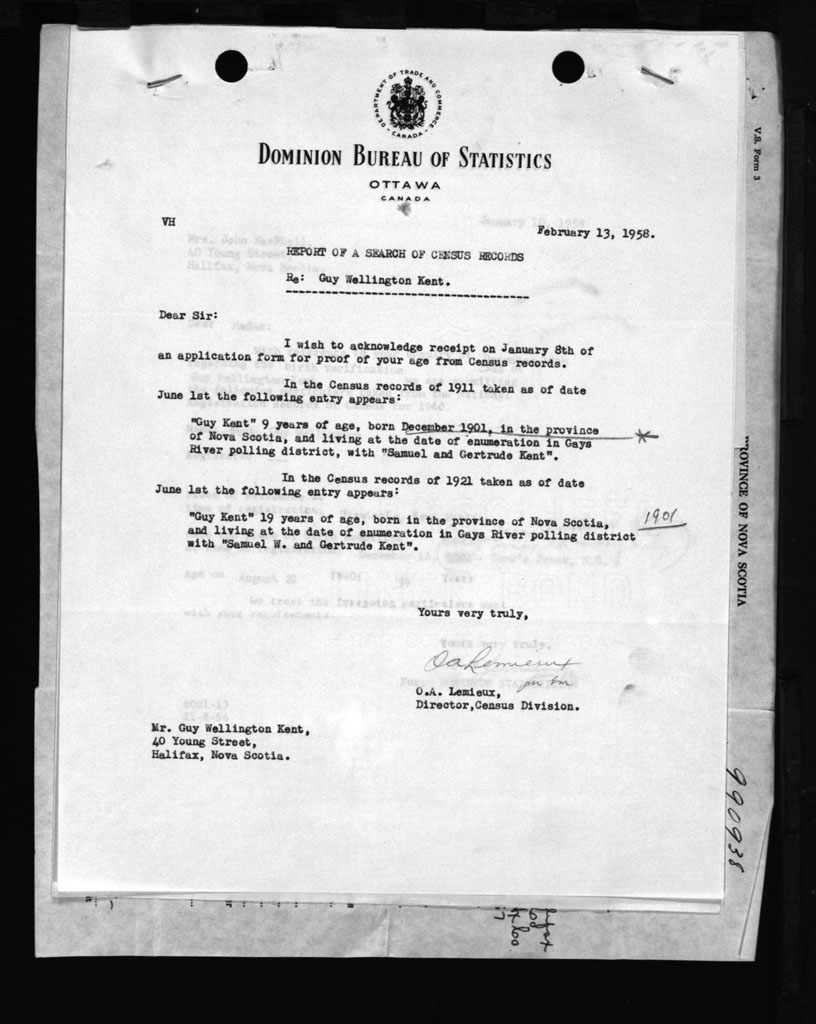 DEPARTMENT OF TRADE AND COMMERCE
CANADA
DOMINION BUREAU OF STATISTICS
OTTAWA
CANADA
VH
February 13, 1958.
REPORT OF A SEARCH OF CENSUS RECORDS
Re: Guy Wellington Kent.
Dear Sir:
I wish to acknowledge receipt on January 8th of
an application form for proof of your age from Census records.
In the Census records of 1911 taken as of date
June 1st the following entry appears:
"Guy Kent" 9 years of age, born December 1901, in the province
of Nova Scotia, and living at the date of enumeration in Gays
River polling district, with "Samuel and Gertrude Kent".
In the Census records of 1921 taken as of date
June 1st the following entry appears:
"Guy Kent" 19 years of age, born in the province of Nova Scotia,
and living at the date of enumeration in Gays River polling district
with "Samuel W. and Gertrude Kent".
1901
Yours very truly,
OALemieux
O.A. Lemieux,
Director,Census Division.
Mr. Guy Wellington Kent,
40 Young Street,
Halifax, Nova Scotia.
V.S. Form 3
PROVINCE OF NOVA SCOTIA
990938